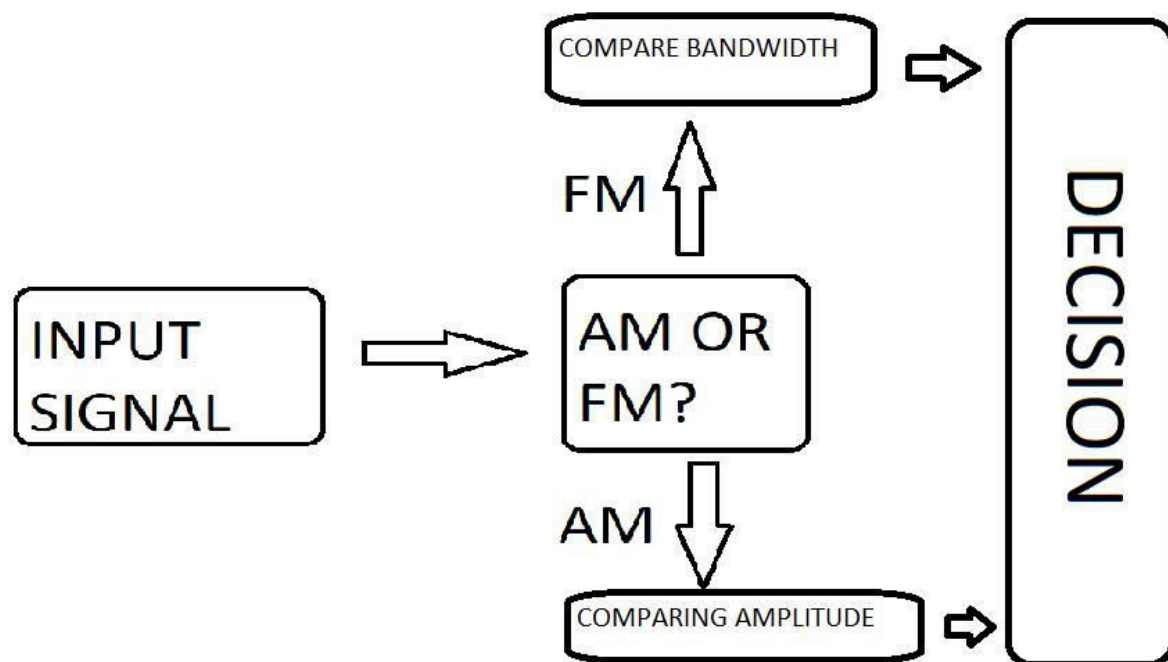 COMPARE BANDWIDTH
FM
INPUT
SIGNAL
AM OR
FM?
AM
COMPARING AMPLITUDE
DECISION